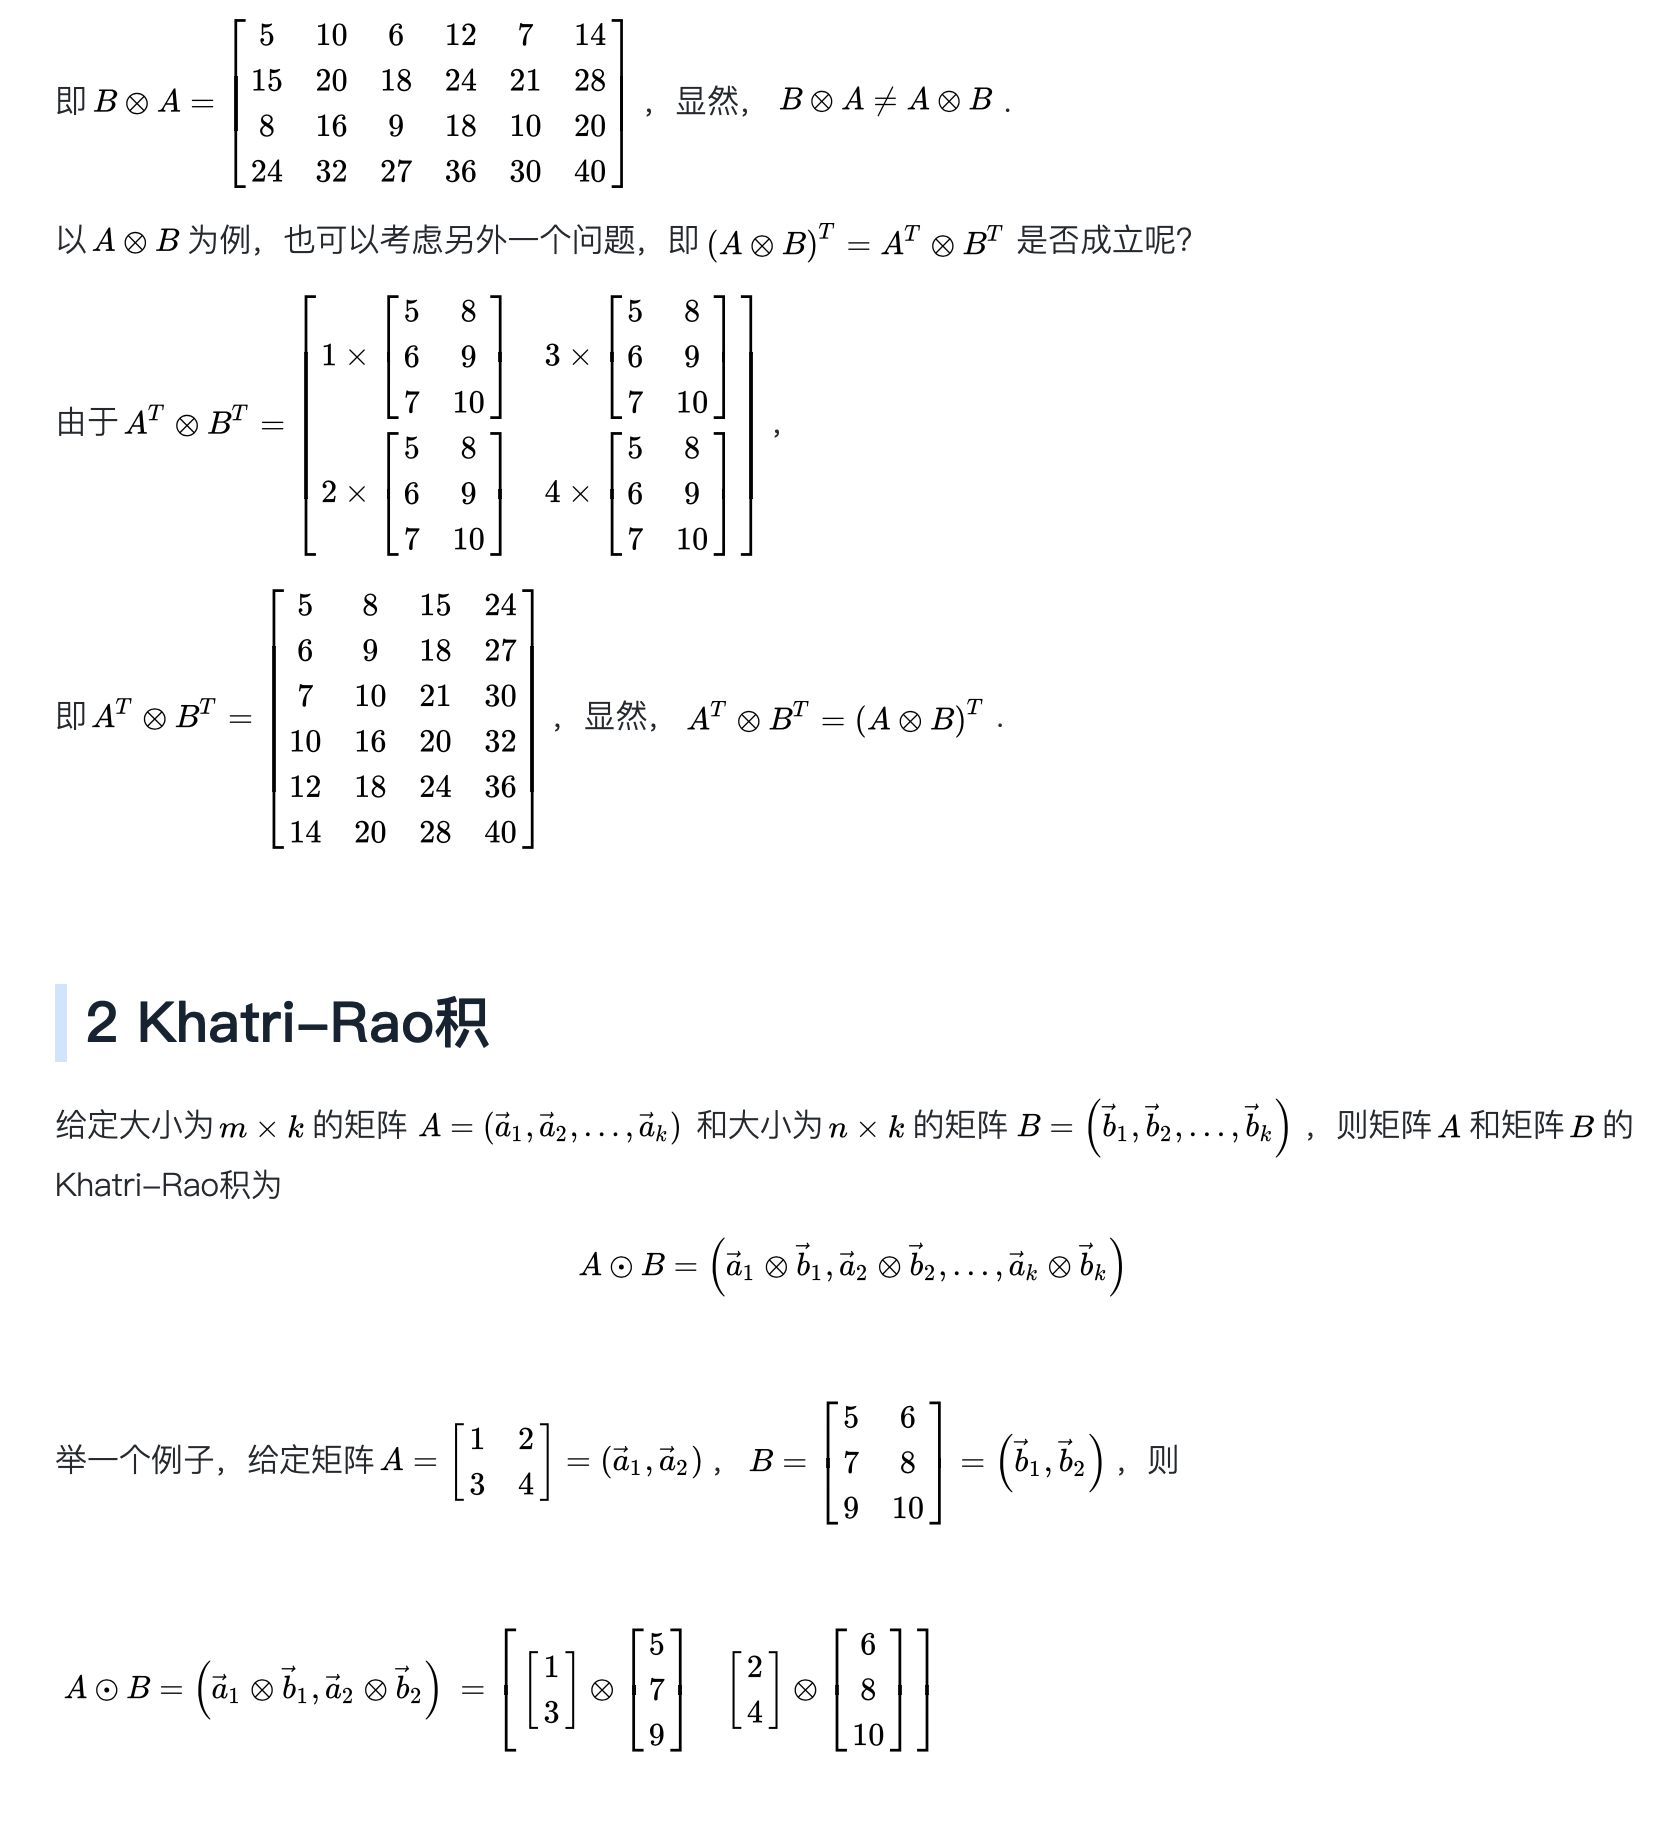 即 $B \otimes A = \begin{bmatrix} 5 & 10 & 6 & 12 & 7 & 14 \\ 15 & 20 & 18 & 24 & 21 & 28 \\ 8 & 16 & 9 & 18 & 10 & 20 \\ 24 & 32 & 27 & 36 & 30 & 40 \end{bmatrix}$ ，显然， $B \otimes A \neq A \otimes B$ .
以 $A \otimes B$ 为例，也可以考虑另外一个问题，即 $(A \otimes B)^T = A^T \otimes B^T$ 是否成立呢？
由于 $A^T \otimes B^T = \begin{bmatrix} 1 \times \begin{bmatrix} 5 & 8 \\ 6 & 9 \\ 7 & 10 \end{bmatrix} & 3 \times \begin{bmatrix} 5 & 8 \\ 6 & 9 \\ 7 & 10 \end{bmatrix} \\ 2 \times \begin{bmatrix} 5 & 8 \\ 6 & 9 \\ 7 & 10 \end{bmatrix} & 4 \times \begin{bmatrix} 5 & 8 \\ 6 & 9 \\ 7 & 10 \end{bmatrix} \end{bmatrix}$ ，
即 $A^T \otimes B^T = \begin{bmatrix} 5 & 8 & 15 & 24 \\ 6 & 9 & 18 & 27 \\ 7 & 10 & 21 & 30 \\ 10 & 16 & 20 & 32 \\ 12 & 18 & 24 & 36 \\ 14 & 20 & 28 & 40 \end{bmatrix}$ ，显然， $A^T \otimes B^T = (A \otimes B)^T$ .
2 Khatri-Rao积
给定大小为 $m \times k$ 的矩阵 $A = (\vec{a}_1, \vec{a}_2, \ldots, \vec{a}_k)$ 和大小为 $n \times k$ 的矩阵 $B = \left(\vec{b}_1, \vec{b}_2, \ldots, \vec{b}_k\right)$ ，则矩阵 $A$ 和矩阵 $B$ 的
Khatri-Rao积为
$A \odot B = \left(\vec{a}_1 \otimes \vec{b}_1, \vec{a}_2 \otimes \vec{b}_2, \ldots, \vec{a}_k \otimes \vec{b}_k\right)$
举一个例子，给定矩阵 $A = \begin{bmatrix} 1 & 2 \\ 3 & 4 \end{bmatrix} = (\vec{a}_1, \vec{a}_2)$ ， $B = \begin{bmatrix} 5 & 6 \\ 7 & 8 \\ 9 & 10 \end{bmatrix} = \left(\vec{b}_1, \vec{b}_2\right)$ ，则
$A \odot B = \left(\vec{a}_1 \otimes \vec{b}_1, \vec{a}_2 \otimes \vec{b}_2\right) = \begin{bmatrix} \begin{bmatrix} 1 \\ 3 \end{bmatrix} \otimes \begin{bmatrix} 5 \\ 7 \\ 9 \end{bmatrix} & \begin{bmatrix} 2 \\ 4 \end{bmatrix} \otimes \begin{bmatrix} 6 \\ 8 \\ 10 \end{bmatrix} \end{bmatrix}$